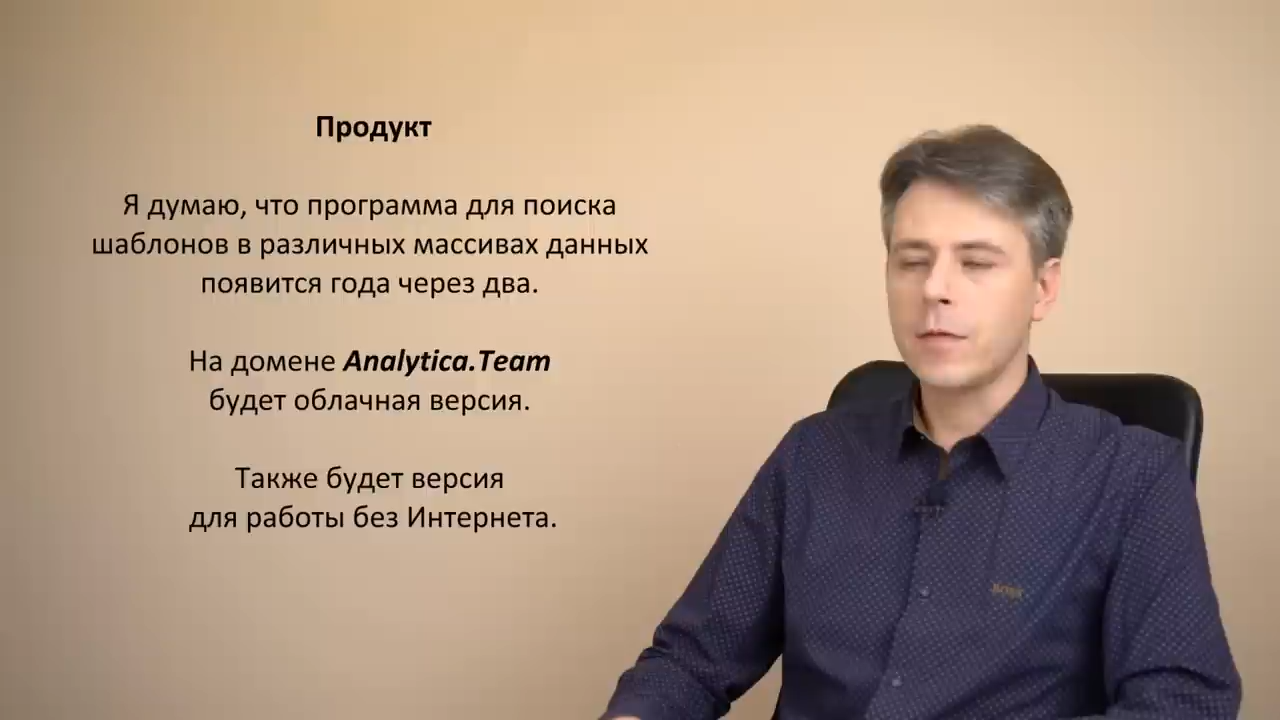 Продукт
Я думаю, что программа для поиска
шаблонов в различных массивах данных
появится года через два.
На домене Analytica.Team
будет облачная версия.
Также будет версия
для работы без Интернета.